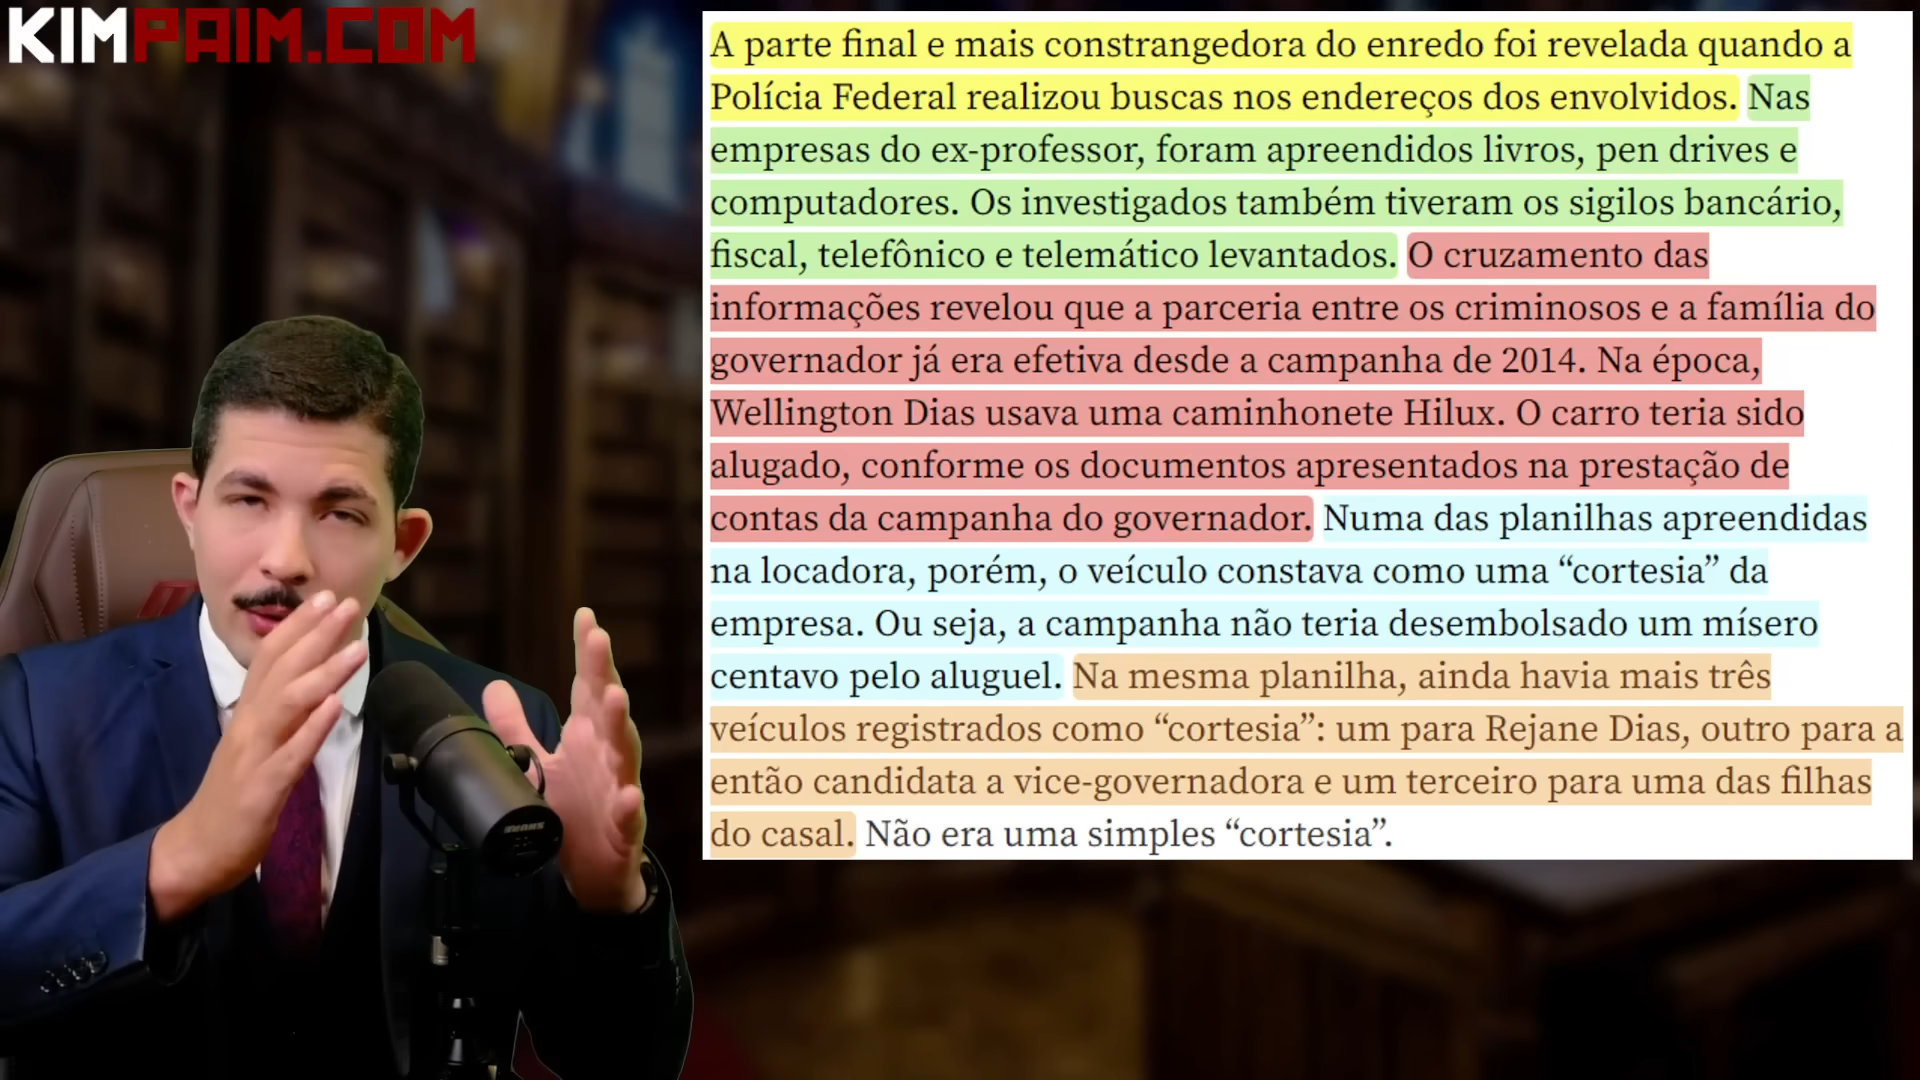 KIMPAIM.COM
A parte final e mais constrangedora do enredo foi revelada quando a
Polícia Federal realizou buscas nos endereços dos envolvidos. Nas
empresas do ex-professor, foram apreendidos livros, pen drives e
computadores. Os investigados também tiveram os sigilos bancário,
fiscal, telefônico e telemático levantados. O cruzamento das
informações revelou que a parceria entre os criminosos e a família do
governador já era efetiva desde a campanha de 2014. Na época,
Wellington Dias usava uma caminhonete Hilux. O carro teria sido
alugado, conforme os documentos apresentados na prestação de
contas da campanha do governador. Numa das planilhas apreendidas
na locadora, porém, o veículo constava como uma “cortesia” da
empresa. Ou seja, a campanha não teria desembolsado um mísero
centavo pelo aluguel. Na mesma planilha, ainda havia mais três
veículos registrados como “cortesia”: um para Rejane Dias, outro para a
então candidata a vice-governadora e um terceiro para uma das filhas
do casal. Não era uma simples “cortesia”.
SHURE